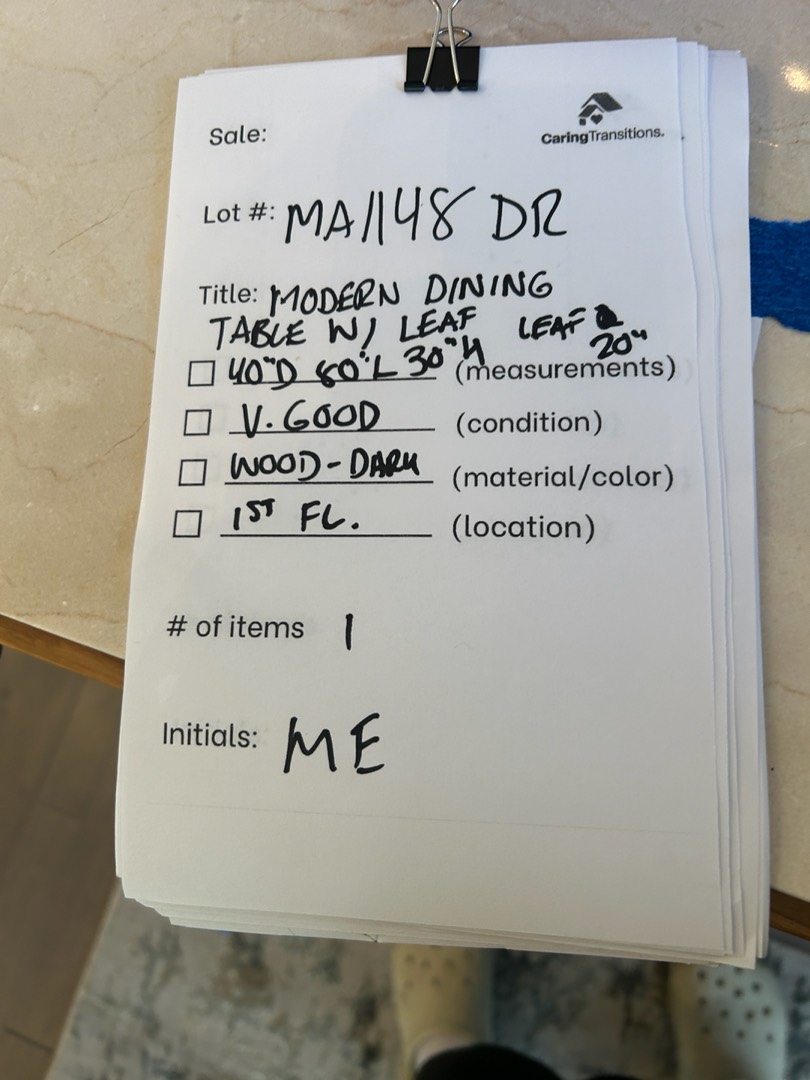 Sale:
CaringTransitions.
Lot #: MA1148 DR
Title: MODERN DINING
TABLE W/ LEAF LEAF
20"
40"D 80"L 30"H (measurements)
V. GOOD (condition)
WOOD-DARK (material/color)
1ST FL. (location)
# of items 1
Initials: ME